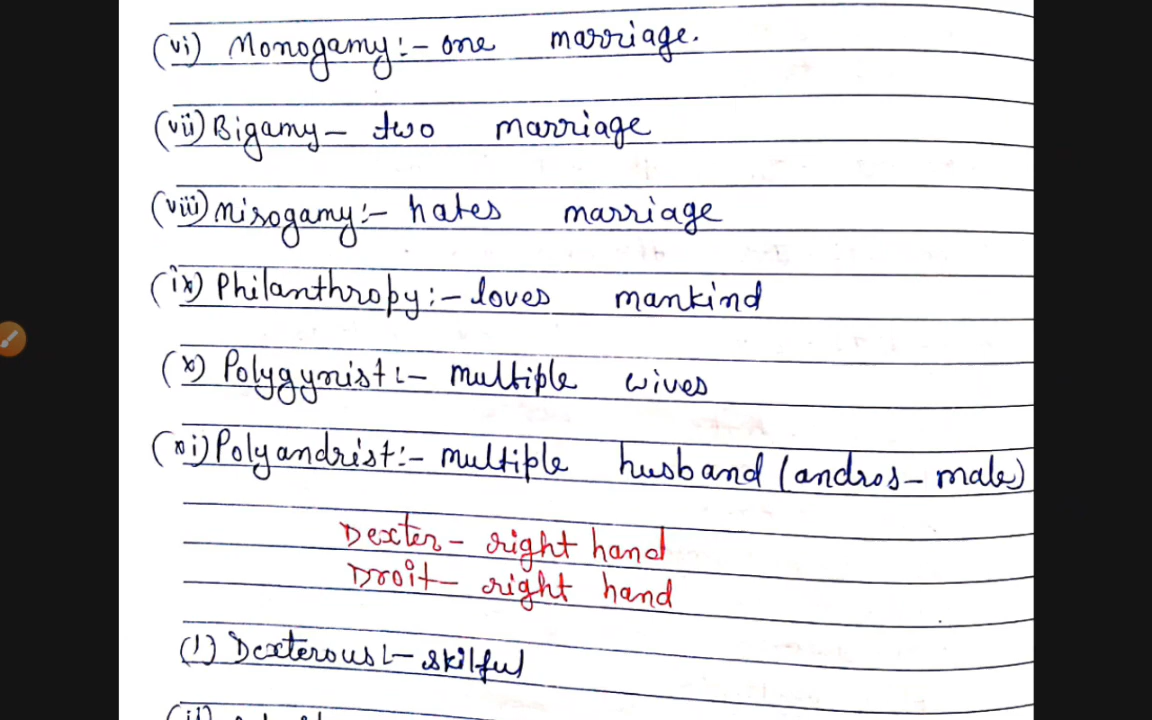 (vi) Monogamy:- one marriage.
(vii) Bigamy- two marriage
(viii) misogamy:- hates marriage
(ix) Philanthropy:- loves mankind
(x) Polygynist:- multiple wives
(xi) Polyandrist:- multiple husband (andros- male)
Dexter- right hand
Droit- right hand
(1) Dexterous:- skilful